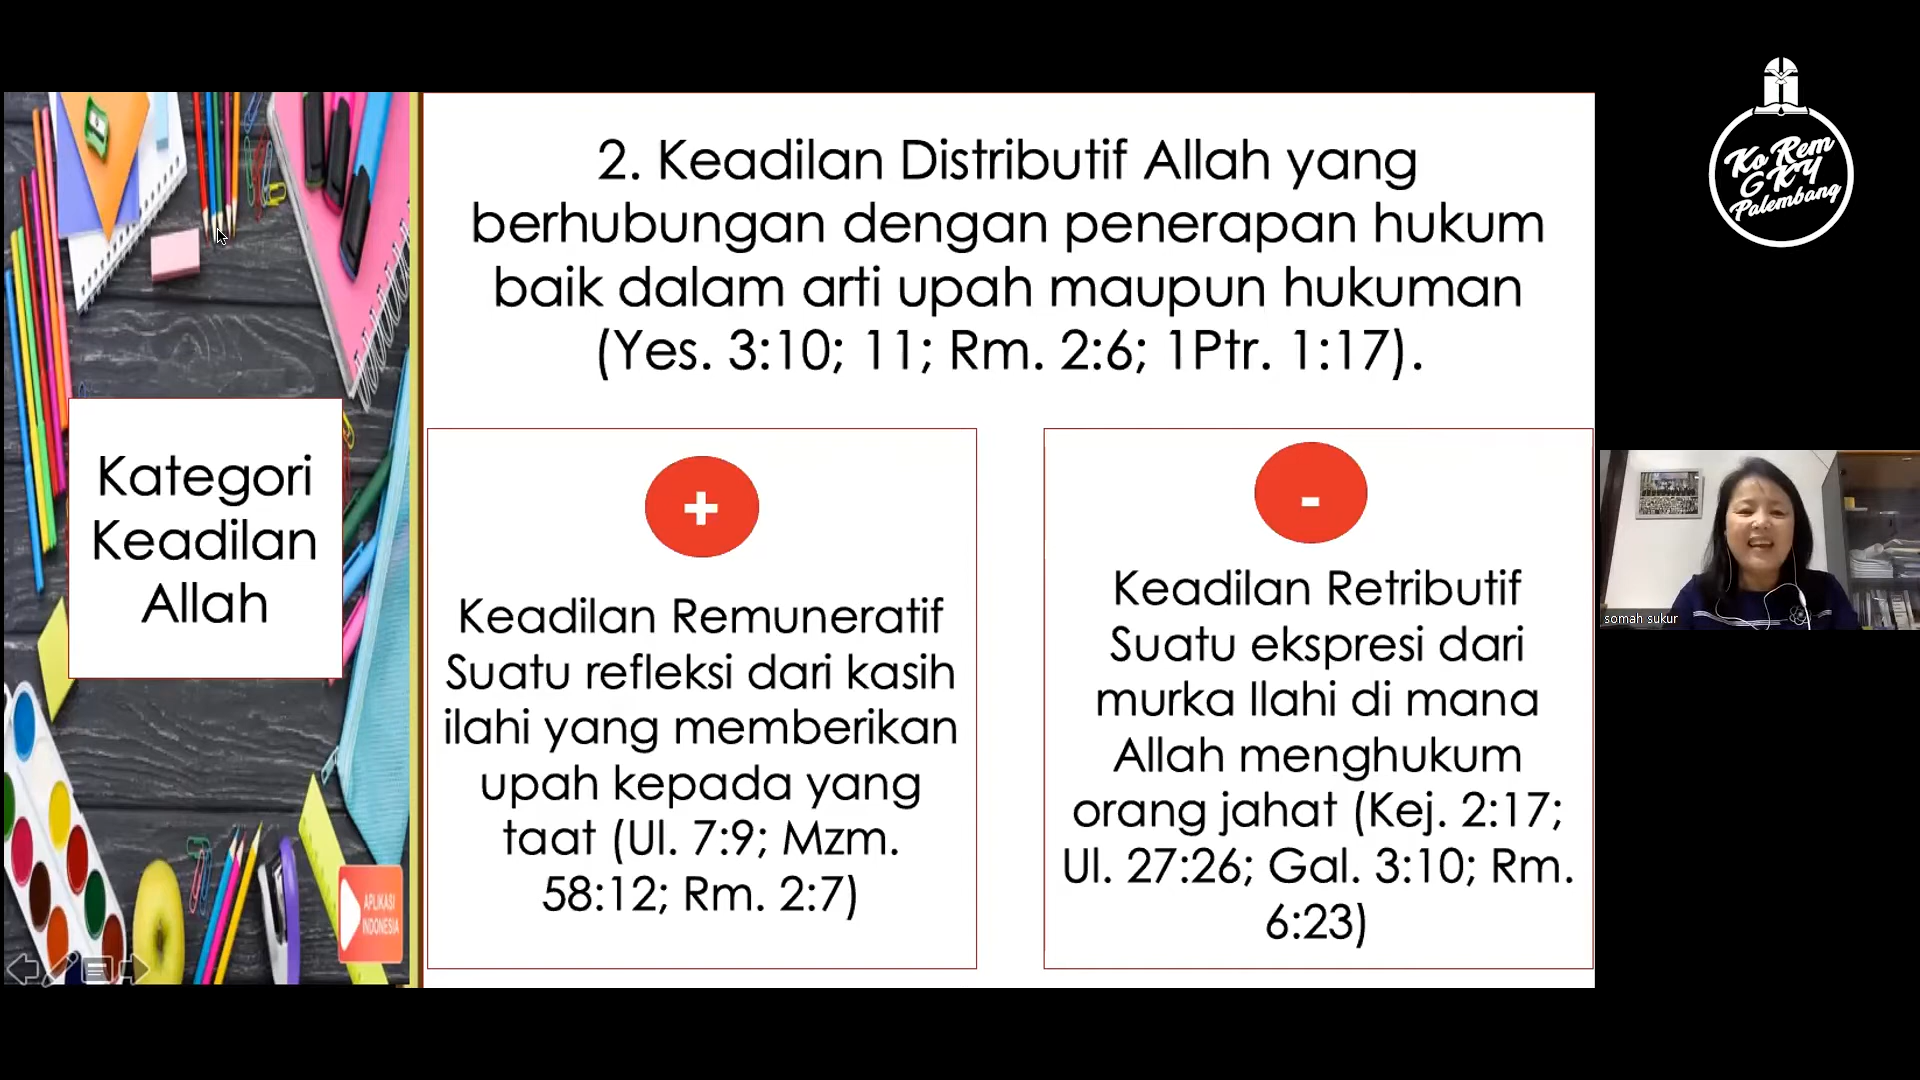 2. Keadilan Distributif Allah yang
berhubungan dengan penerapan hukum
baik dalam arti upah maupun hukuman
(Yes. 3:10; 11; Rm. 2:6; 1Ptr. 1:17).
Kategori
Keadilan
Allah
+
Keadilan Remuneratif
Suatu refleksi dari kasih
ilahi yang memberikan
upah kepada yang
taat (Ul. 7:9; Mzm.
58:12; Rm. 2:7)
-
Keadilan Retributif
Suatu ekspresi dari
murka Ilahi di mana
Allah menghukum
orang jahat (Kej. 2:17;
Ul. 27:26; Gal. 3:10; Rm.
6:23)
APLIKASI
INDONESIA
Ko Rem
GKY
Palembang
somah sukur